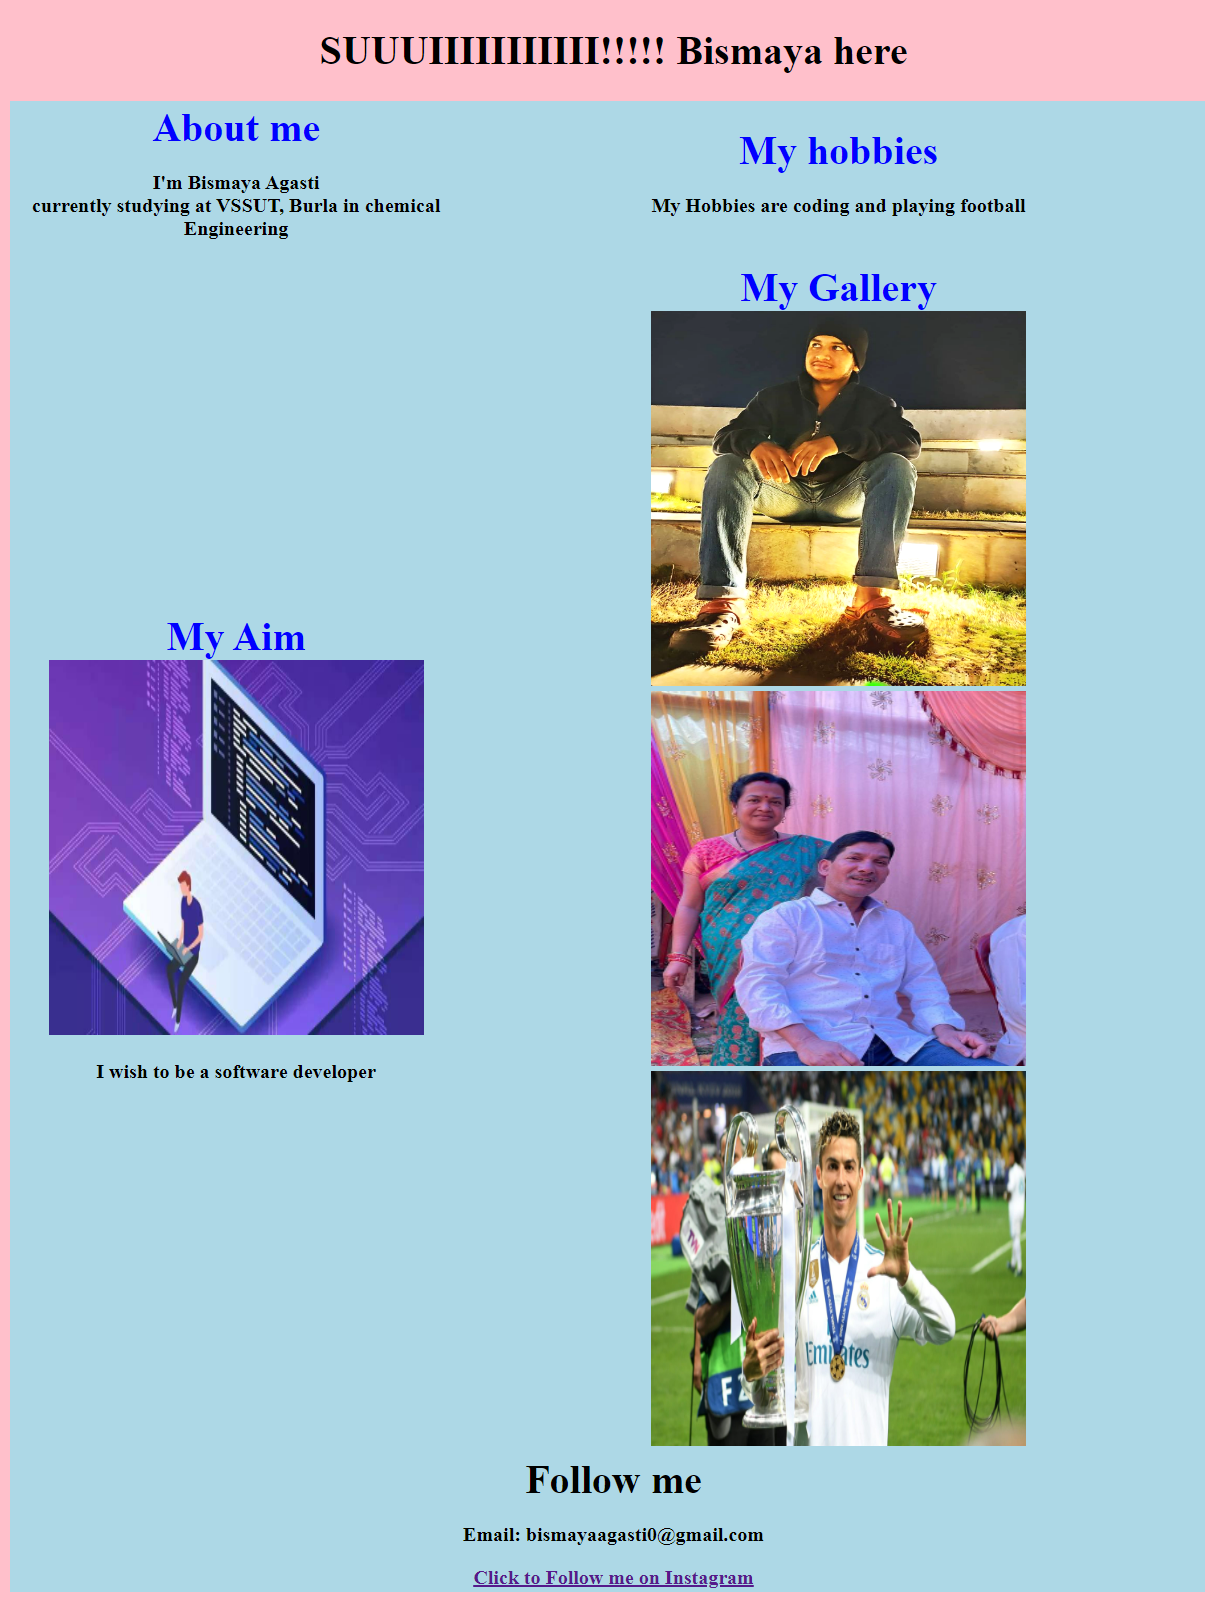 SUUUIIIIIIIIIII!!!!! Bismaya here
About me
I'm Bismaya Agasti
currently studying at VSSUT, Burla in chemical
Engineering
My hobbies
My Hobbies are coding and playing football
My Aim
I wish to be a software developer
My Gallery
Follow me
Email: bismayaagasti0@gmail.com
Click to Follow me on Instagram